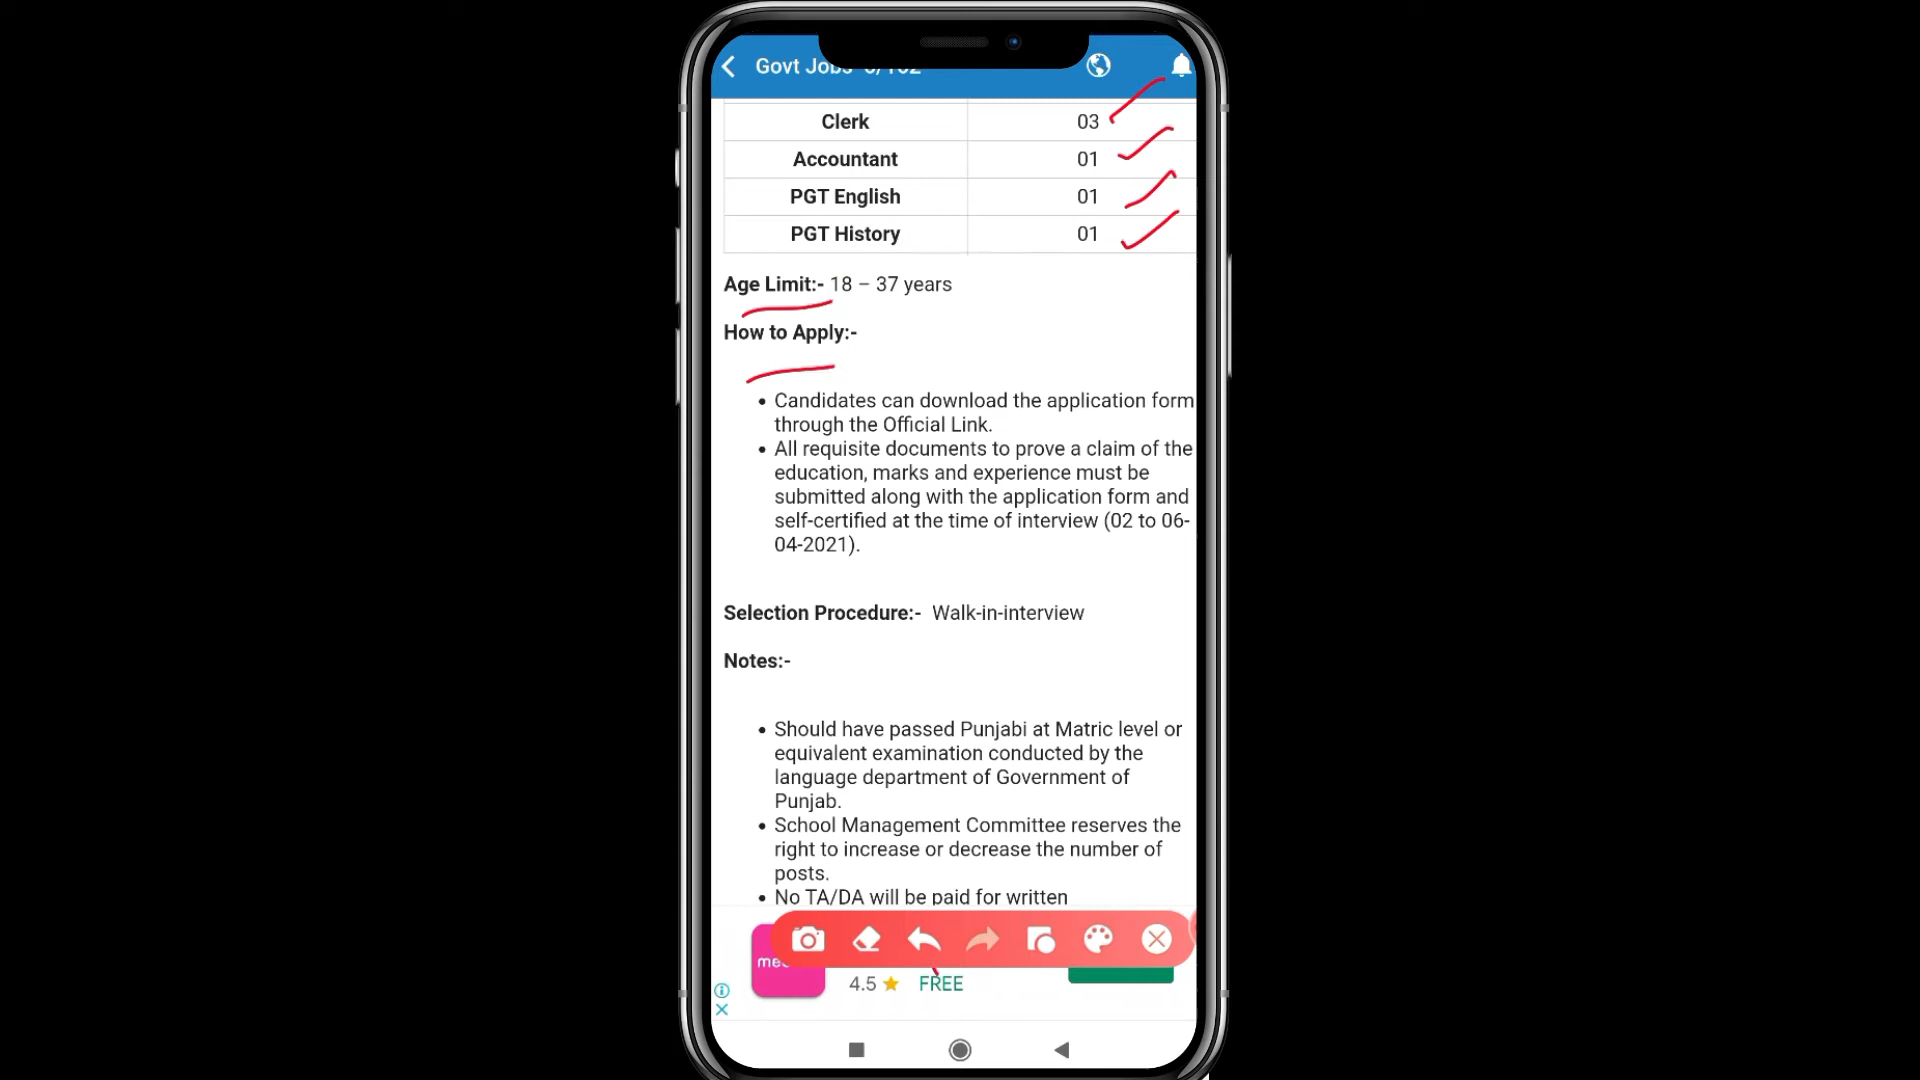 Govt Jobs
Clerk 03
Accountant 01
PGT English 01
PGT History 01
Age Limit:- 18 – 37 years
How to Apply:-
• Candidates can download the application form
through the Official Link.
• All requisite documents to prove a claim of the
education, marks and experience must be
submitted along with the application form and
self-certified at the time of interview (02 to 06-
04-2021).
Selection Procedure:- Walk-in-interview
Notes:-
• Should have passed Punjabi at Matric level or
equivalent examination conducted by the
language department of Government of
Punjab.
• School Management Committee reserves the
right to increase or decrease the number of
posts.
• No TA/DA will be paid for written
4.5 ★ FREE